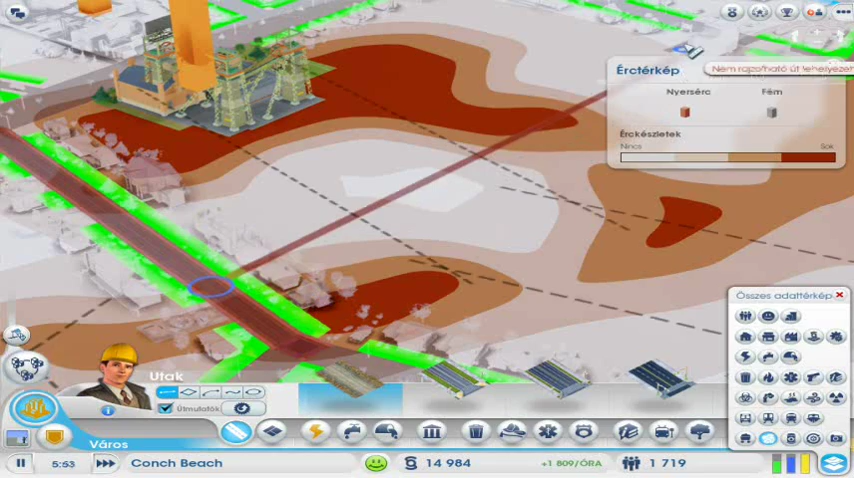 Érctérkép
Nem rajzolható út tehelyezet
Nyersérc
Fém
Érckészletek
Nincs
Sok
Összes adattérkép
Utak
Útmutatók
Város
5:53
Conch Beach
14 984
+1 809/ÓRA
1 719